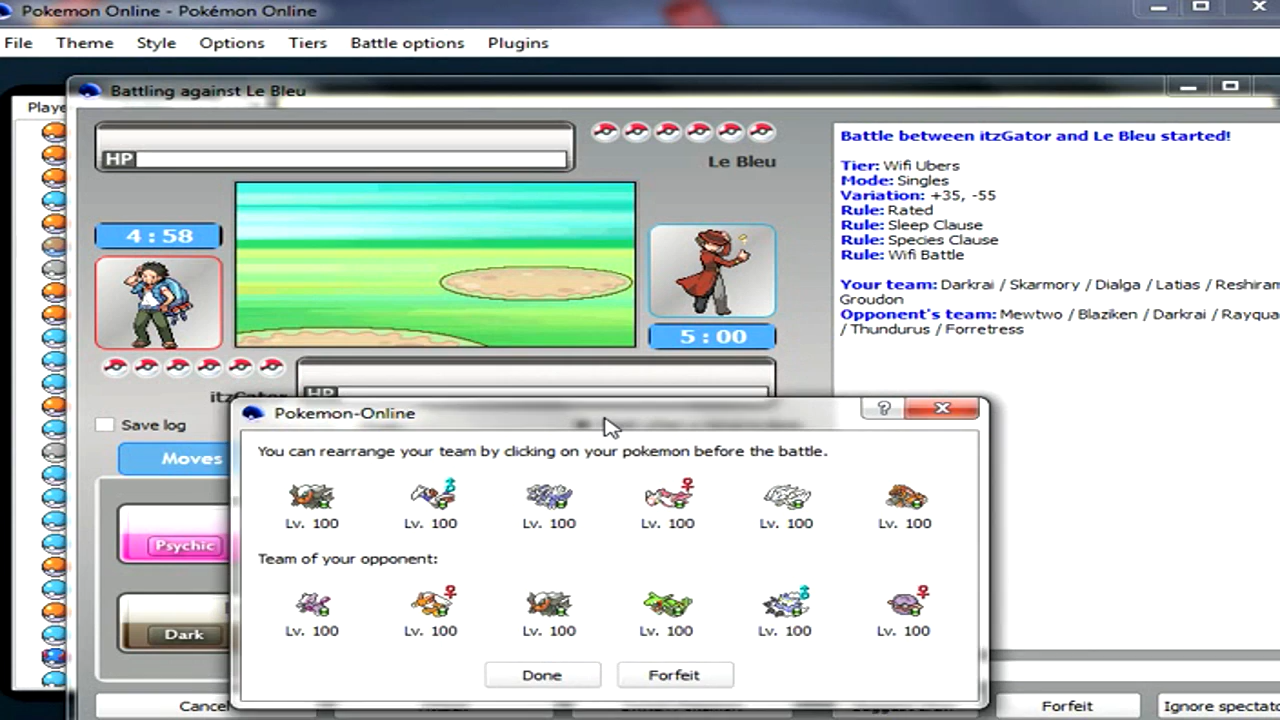 Pokemon Online - Pokémon Online
File Theme Style Options Tiers Battle options Plugins
Battling against Le Bleu
Playe
HP
Le Bleu
4:58
5:00
itzGator
HP
Battle between itzGator and Le Bleu started!
Tier: Wifi Ubers
Mode: Singles
Variation: +35, -55
Rule: Rated
Rule: Sleep Clause
Rule: Species Clause
Rule: Wifi Battle
Your team: Darkrai / Skarmory / Dialga / Latias / Reshiram
Groudon
Opponent's team: Mewtwo / Blaziken / Darkrai / Rayqua
/ Thundurus / Forretress
Save log
Moves
Psychic
Dark
Pokemon-Online
You can rearrange your team by clicking on your pokemon before the battle.
Lv. 100 Lv. 100 Lv. 100 Lv. 100 Lv. 100 Lv. 100
Team of your opponent:
Lv. 100 Lv. 100 Lv. 100 Lv. 100 Lv. 100 Lv. 100
Done Forfeit
Cancel
Forfeit Ignore spectato